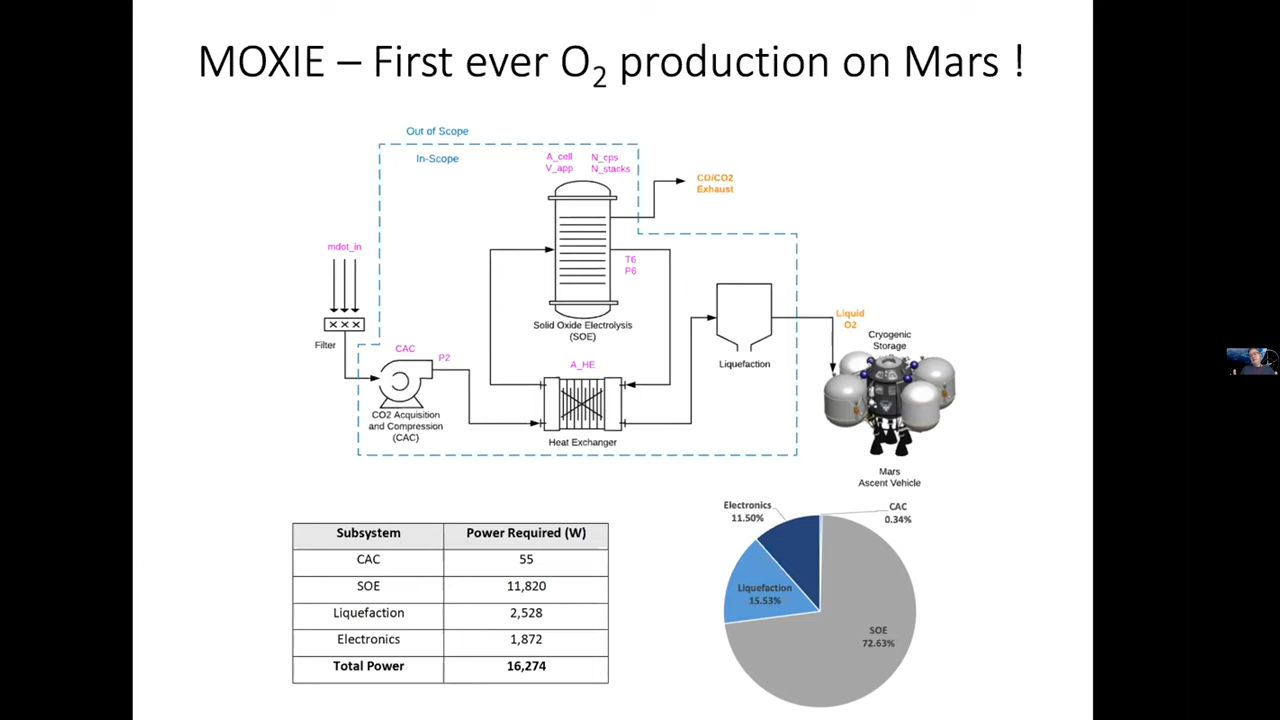 MOXIE – First ever O₂ production on Mars !
Out of Scope
In-Scope
A_cell
V_app
N_cps
N_stacks
CO/CO2
Exhaust
mdot_in
T6
P6
Filter
Solid Oxide Electrolysis
(SOE)
Liquid
O2
Cryogenic
Storage
CAC
P2
A_HE
Liquefaction
CO2 Acquisition
and Compression
(CAC)
Heat Exchanger
Mars
Ascent Vehicle
Subsystem Power Required (W)
CAC 55
SOE 11,820
Liquefaction 2,528
Electronics 1,872
Total Power 16,274
Electronics
11.50%
CAC
0.34%
Liquefaction
15.53%
SOE
72.63%